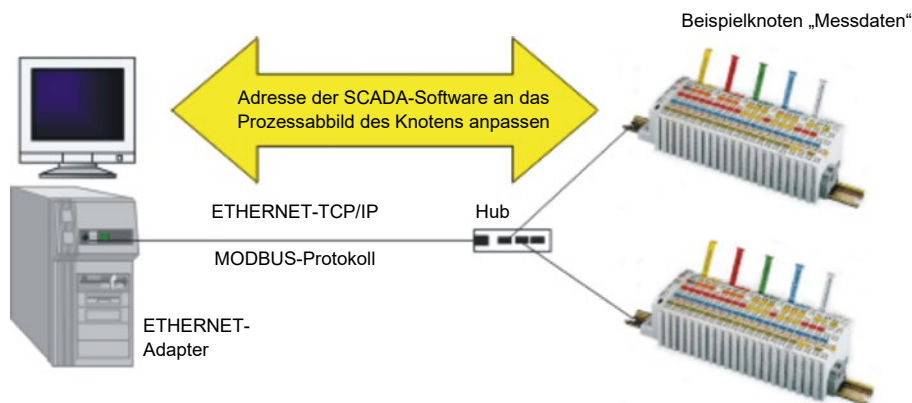 Beispielknoten „Messdaten“
Adresse der SCADA-Software an das
Prozessabbild des Knotens anpassen
ETHERNET-TCP/IP
Hub
MODBUS-Protokoll
ETHERNET-
Adapter